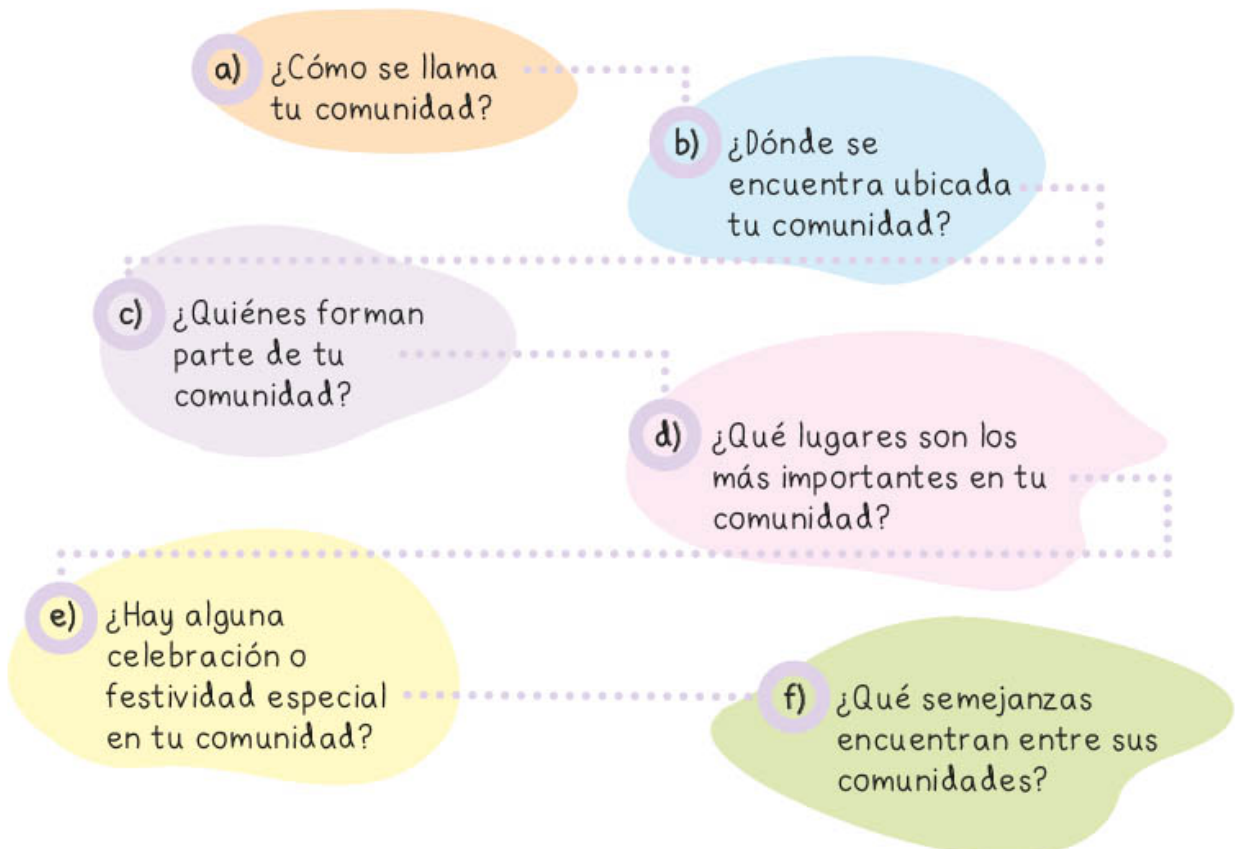 a) ¿Cómo se llama
tu comunidad?
b) ¿Dónde se
encuentra ubicada
tu comunidad?
c) ¿Quiénes forman
parte de tu
comunidad?
d) ¿Qué lugares son los
más importantes en tu
comunidad?
e) ¿Hay alguna
celebración o
festividad especial
en tu comunidad?
f) ¿Qué semejanzas
encuentran entre sus
comunidades?